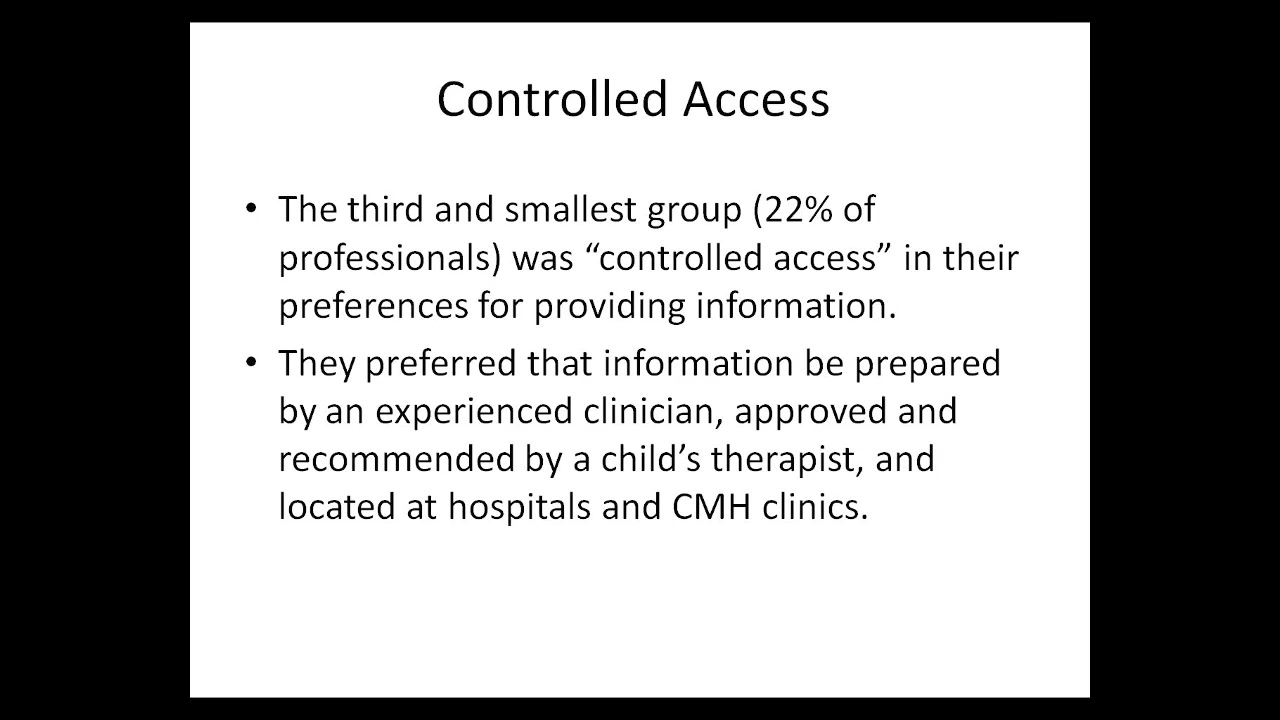 Controlled Access
• The third and smallest group (22% of
professionals) was “controlled access” in their
preferences for providing information.
• They preferred that information be prepared
by an experienced clinician, approved and
recommended by a child’s therapist, and
located at hospitals and CMH clinics.